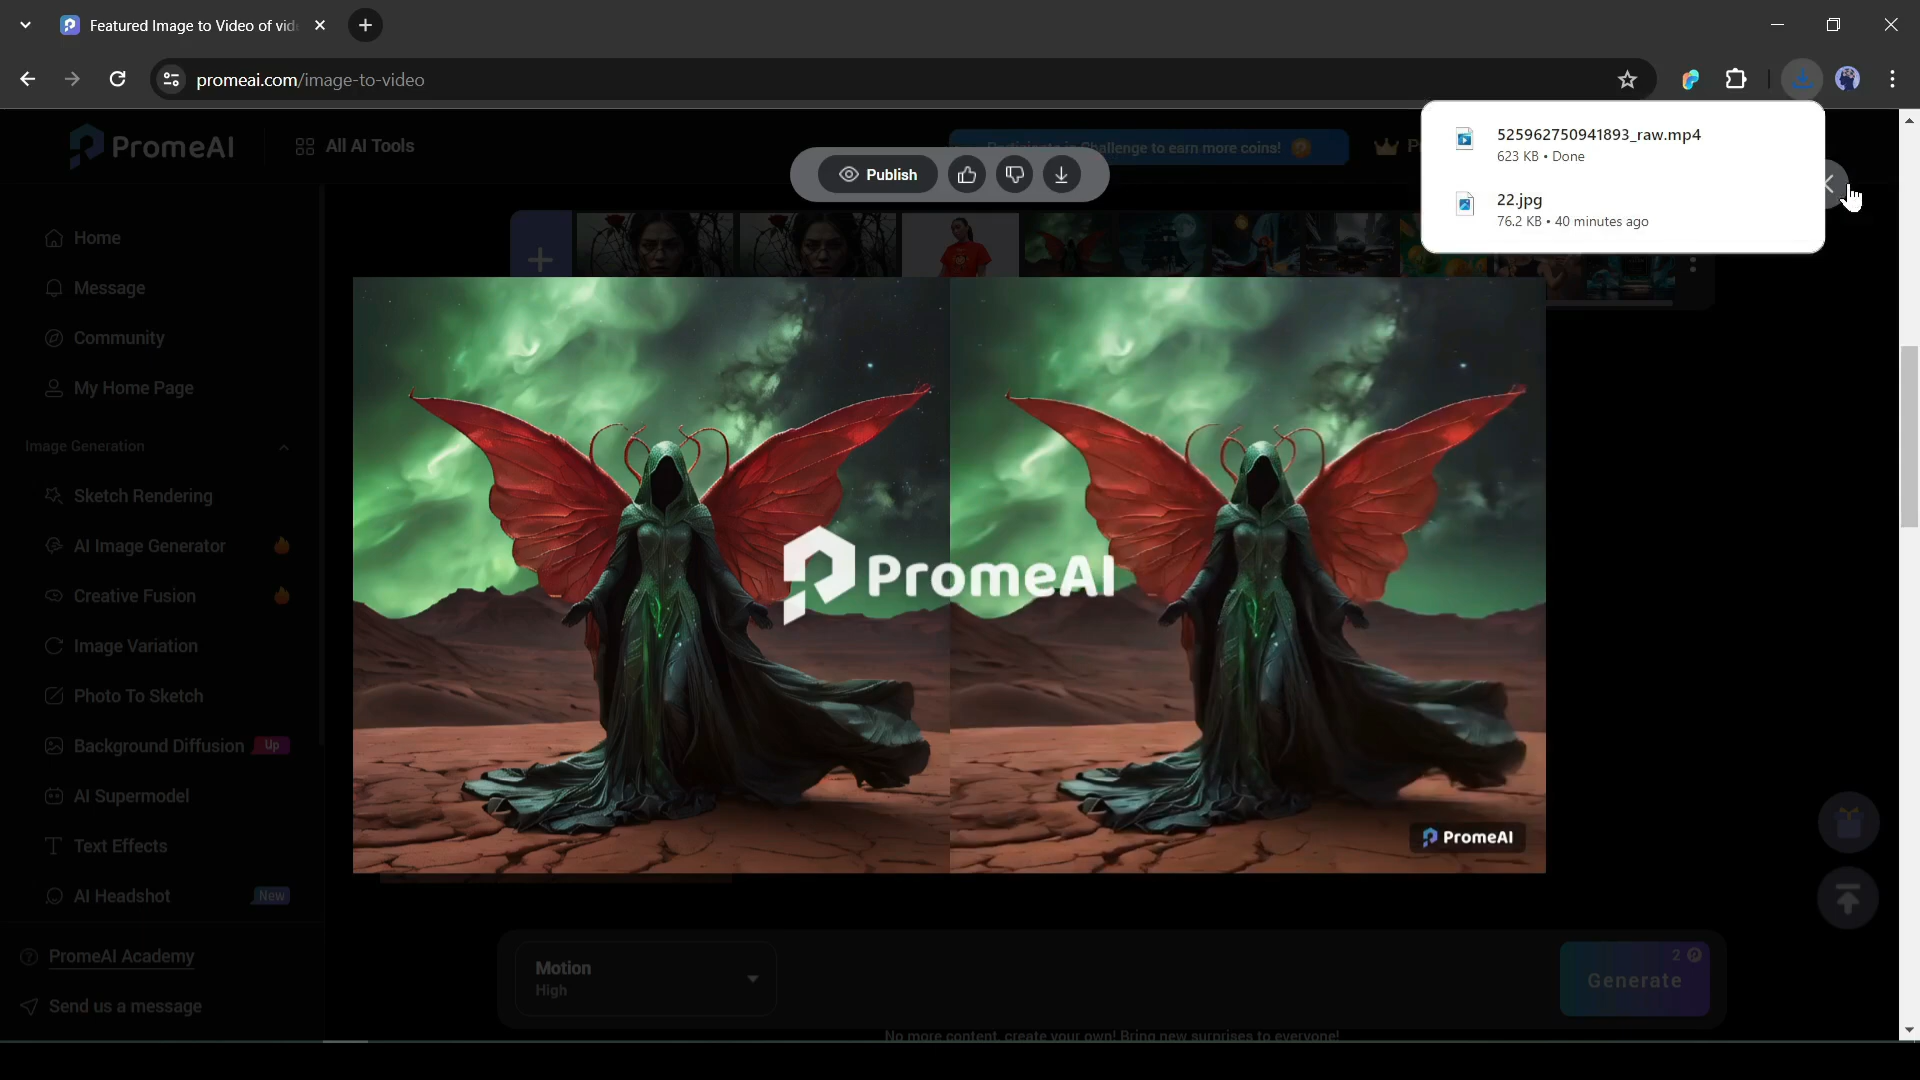 Featured Image to Video of vid
promeai.com/image-to-video
525962750941893_raw.mp4
623 KB • Done
22.jpg
76.2 KB • 40 minutes ago
PromeAI
All AI Tools
Participate in Challenge to earn more coins!
Publish
Home
Message
Community
My Home Page
Image Generation
Sketch Rendering
AI Image Generator
Creative Fusion
Image Variation
Photo To Sketch
Background Diffusion Up
AI Supermodel
Text Effects
AI Headshot New
PromeAI Academy
Send us a message
PromeAI
PromeAI
Motion
High
2
Generate
No more content, create your own! Bring new surprises to everyone!